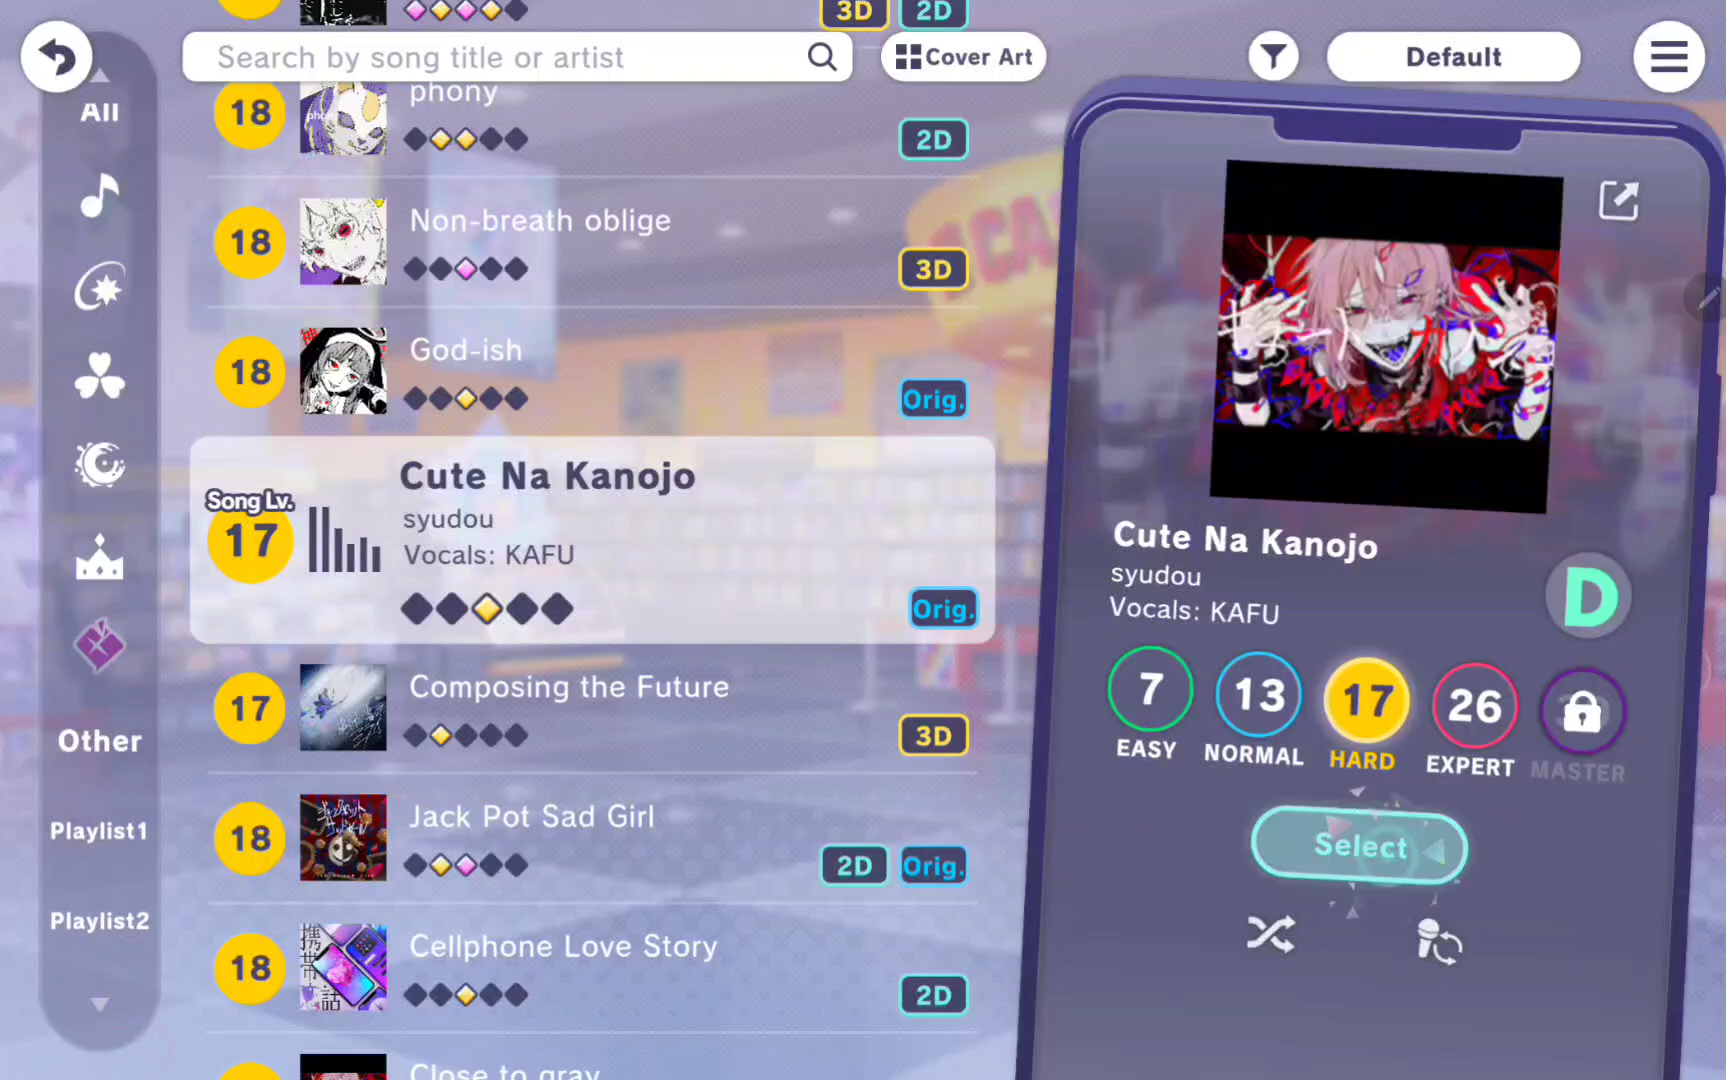 3D
2D
Search by song title or artist
Cover Art
Default
All
18
phony
2D
18
Non-breath oblige
3D
18
God-ish
Orig.
Song Lv.
17
Cute Na Kanojo
syudou
Vocals: KAFU
Orig.
17
Composing the Future
3D
18
Jack Pot Sad Girl
2D
Orig.
18
Cellphone Love Story
2D
Close to gray
Other
Playlist1
Playlist2
Cute Na Kanojo
syudou
Vocals: KAFU
D
7
13
17
26
EASY
NORMAL
HARD
EXPERT
MASTER
Select